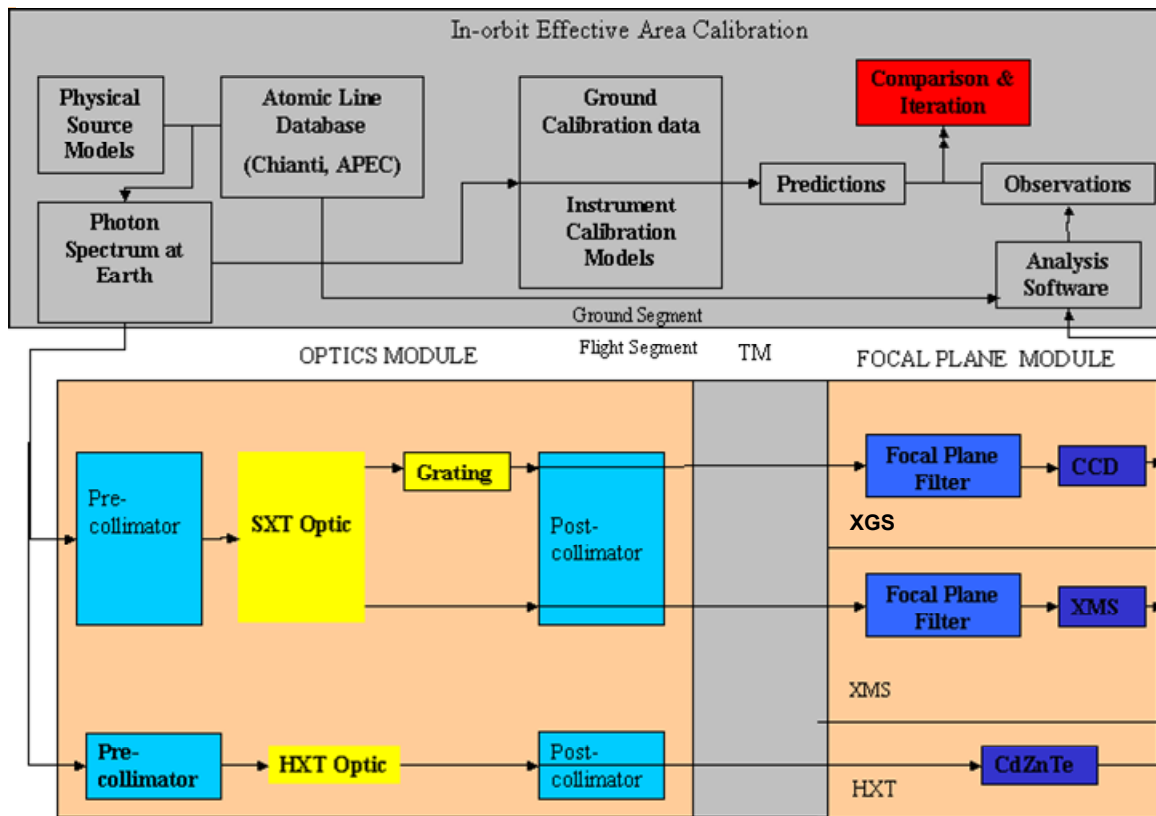 In-orbit Effective Area Calibration
Physical
Source
Models
Atomic Line
Database
(Chianti, APEC)
Ground
Calibration data
Instrument
Calibration
Models
Comparison &
Iteration
Predictions
Observations
Photon
Spectrum at
Earth
Analysis
Software
Ground Segment
Flight Segment
OPTICS MODULE
TM
FOCAL PLANE MODULE
Pre-
collimator
SXT Optic
Grating
Post-
collimator
Focal Plane
Filter
CCD
XGS
Focal Plane
Filter
XMS
XMS
Pre-
collimator
HXT Optic
Post-
collimator
CdZnTe
HXT